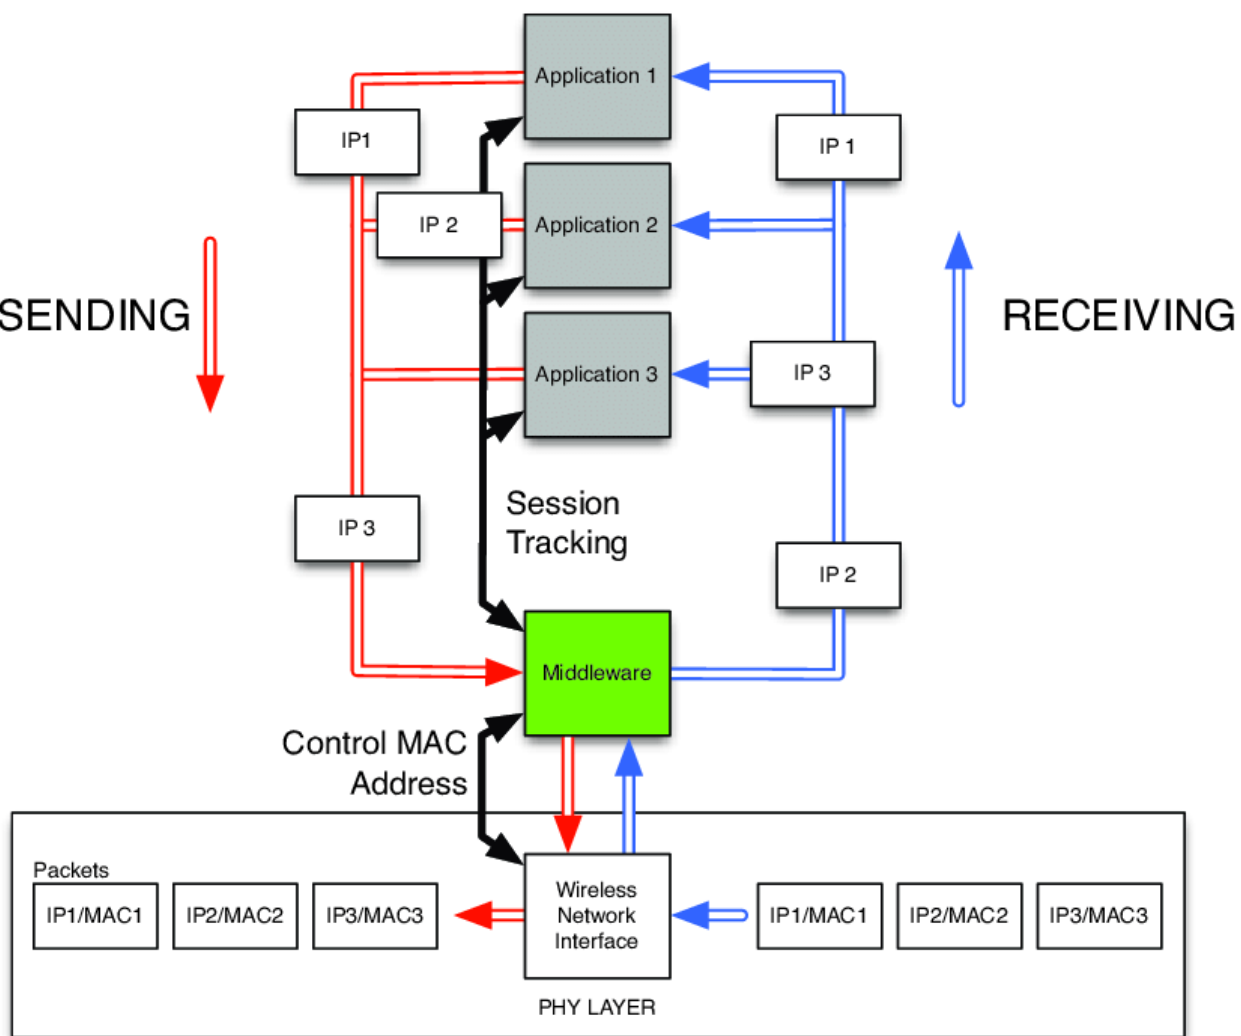 Application 1
IP1
IP 1
IP 2
Application 2
SENDING
RECEIVING
Application 3
IP 3
Session
Tracking
IP 3
IP 2
Middleware
Control MAC
Address
Packets
IP1/MAC1
IP2/MAC2
IP3/MAC3
Wireless
Network
Interface
IP1/MAC1
IP2/MAC2
IP3/MAC3
PHY LAYER